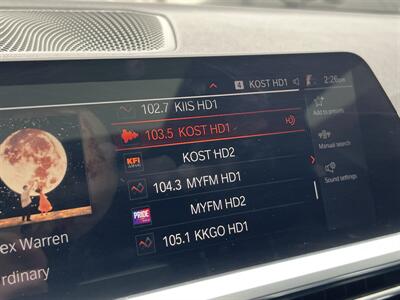 4 KOST HD1 2:26 p.m.
102.7 KIIS HD1
103.5 KOST HD1
KFI KOST HD2
104.3 MYFM HD1
PRIDE MYFM HD2
105.1 KKGO HD1
Add to presets
Manual search
Sound settings
ex Warren
rdinary